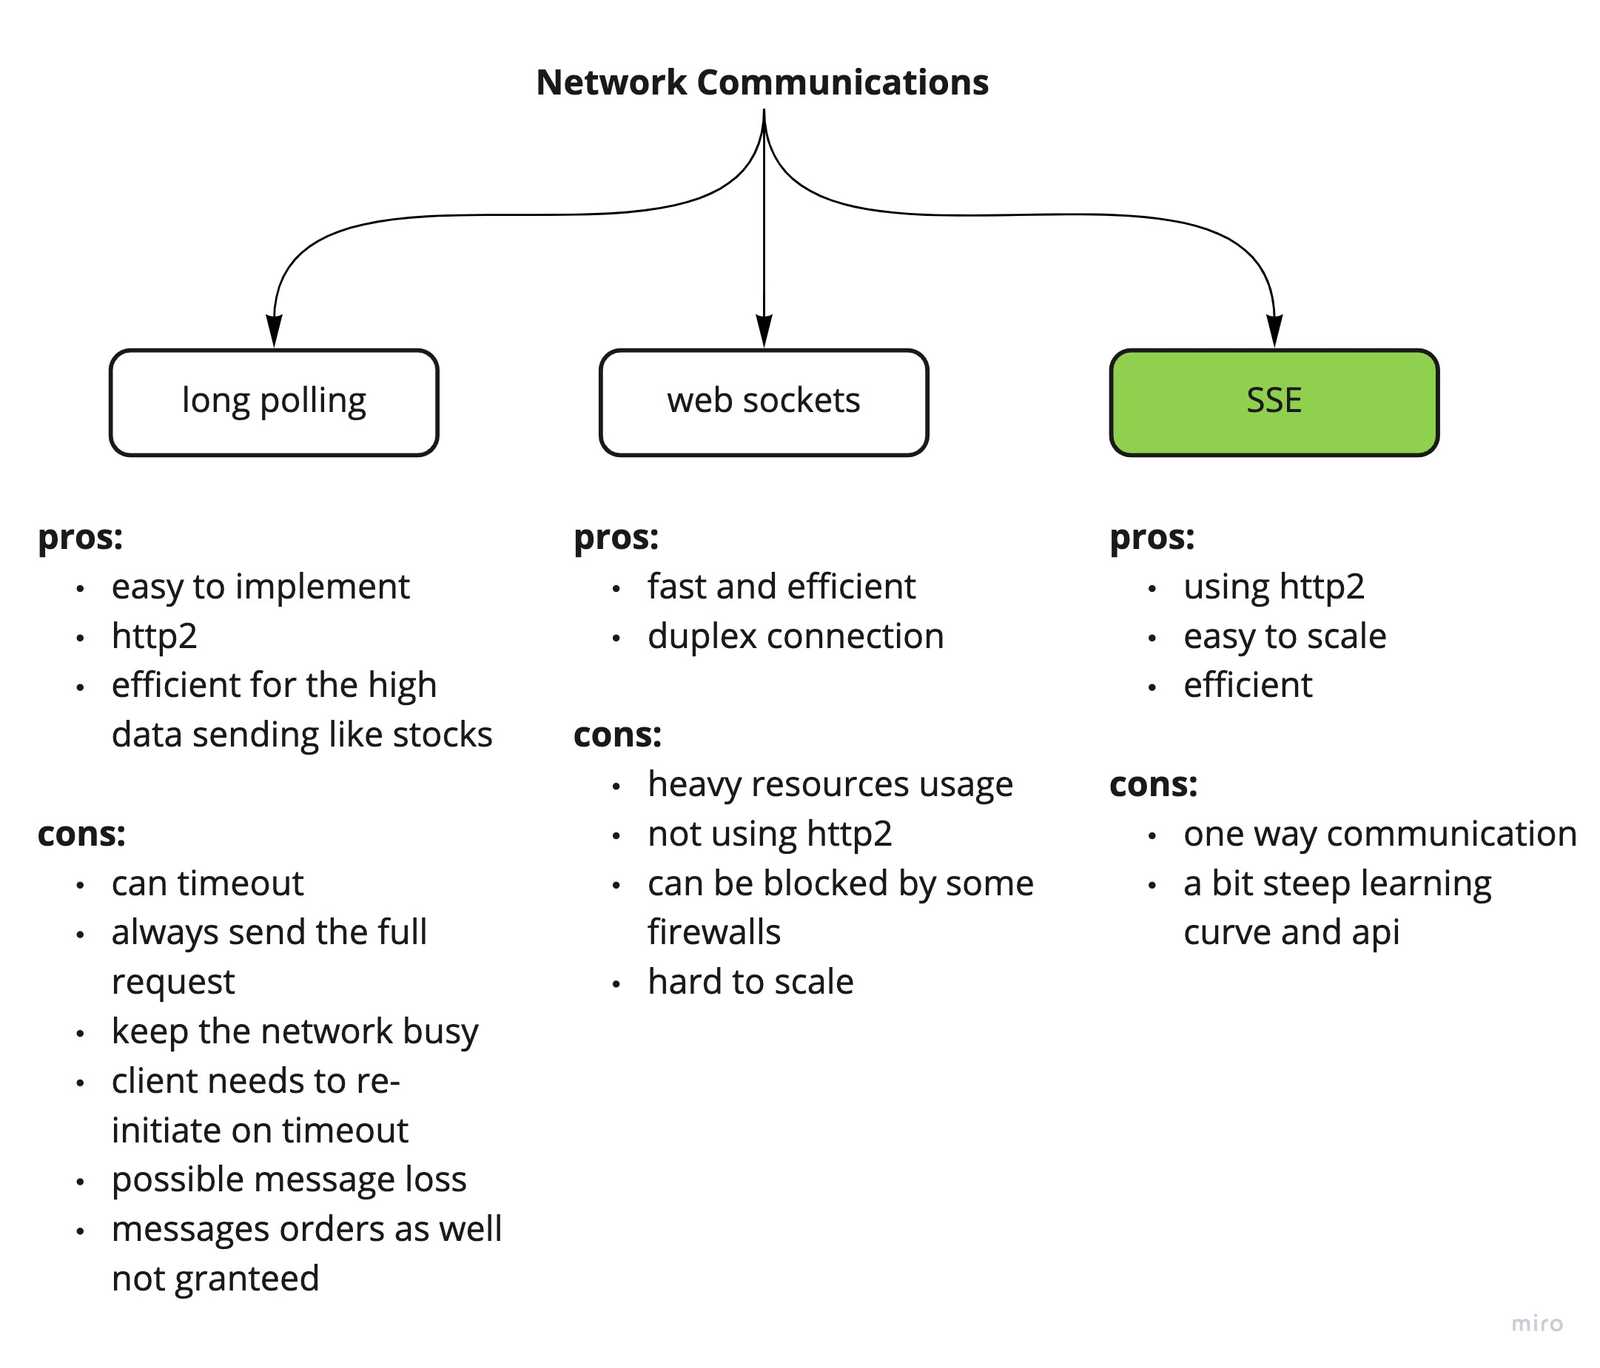 Network Communications
long polling
web sockets
SSE
pros:
• easy to implement
• http2
• efficient for the high
data sending like stocks
cons:
• can timeout
• always send the full
request
• keep the network busy
• client needs to re-
initiate on timeout
• possible message loss
• messages orders as well
not granteed
pros:
• fast and efficient
• duplex connection
cons:
• heavy resources usage
• not using http2
• can be blocked by some
firewalls
• hard to scale
pros:
• using http2
• easy to scale
• efficient
cons:
• one way communication
• a bit steep learning
curve and api
miro